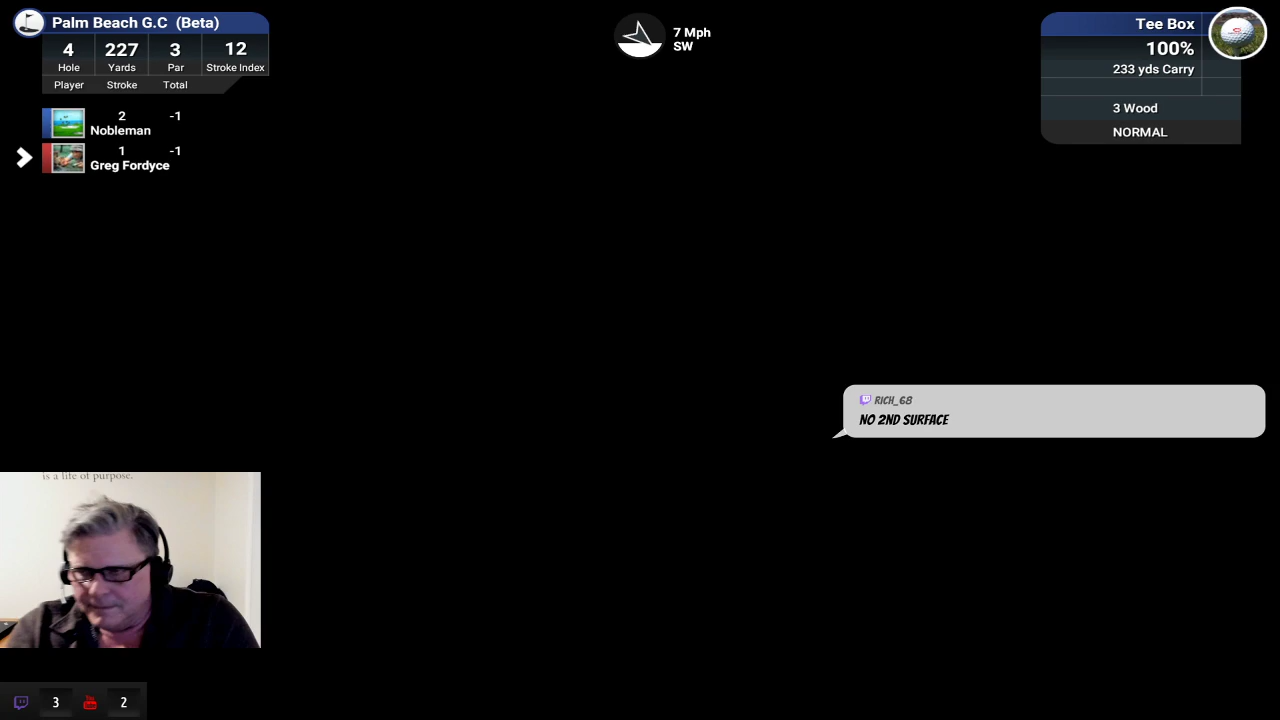 Palm Beach G.C (Beta)
4 227 3 12
Hole Yards Par Stroke Index
Player Stroke Total
2 -1
Nobleman
1 -1
Greg Fordyce
7 Mph
SW
Tee Box
100%
233 yds Carry
3 Wood
NORMAL
RICH_68
NO 2ND SURFACE
is a life of purpose.
3 2